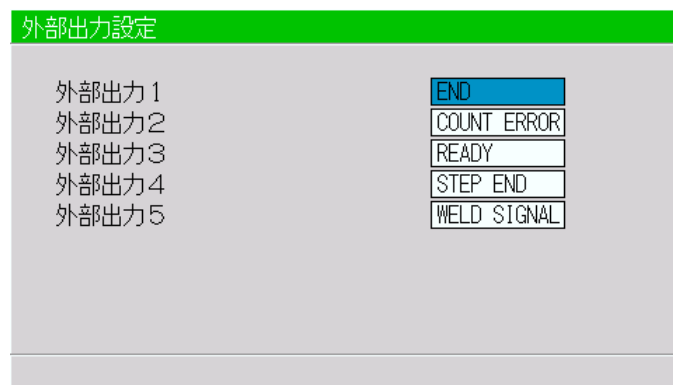 外部出力設定
外部出力1 END
外部出力2 COUNT ERROR
外部出力3 READY
外部出力4 STEP END
外部出力5 WELD SIGNAL